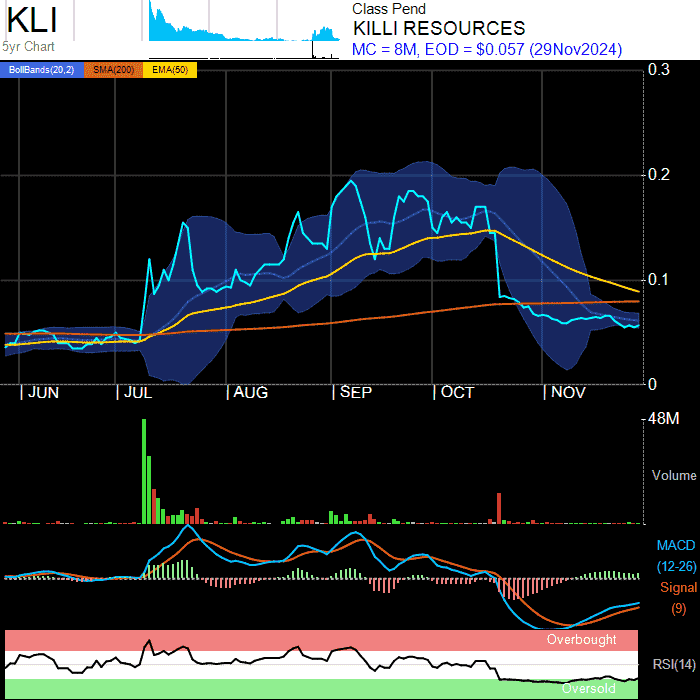 KLI
5yr Chart
Class Pend
KILLI RESOURCES
MC = 8M, EOD = $0.057 (29Nov2024)
BollBands(20,2) SMA(200) EMA(50)
0.3
0.2
0.1
0
JUN JUL AUG SEP OCT NOV
48M
Volume
MACD
(12-26)
Signal
(9)
Overbought
RSI(14)
Oversold